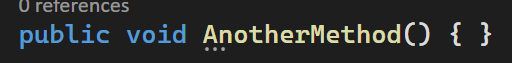 0 references
public void AnotherMethod() { }